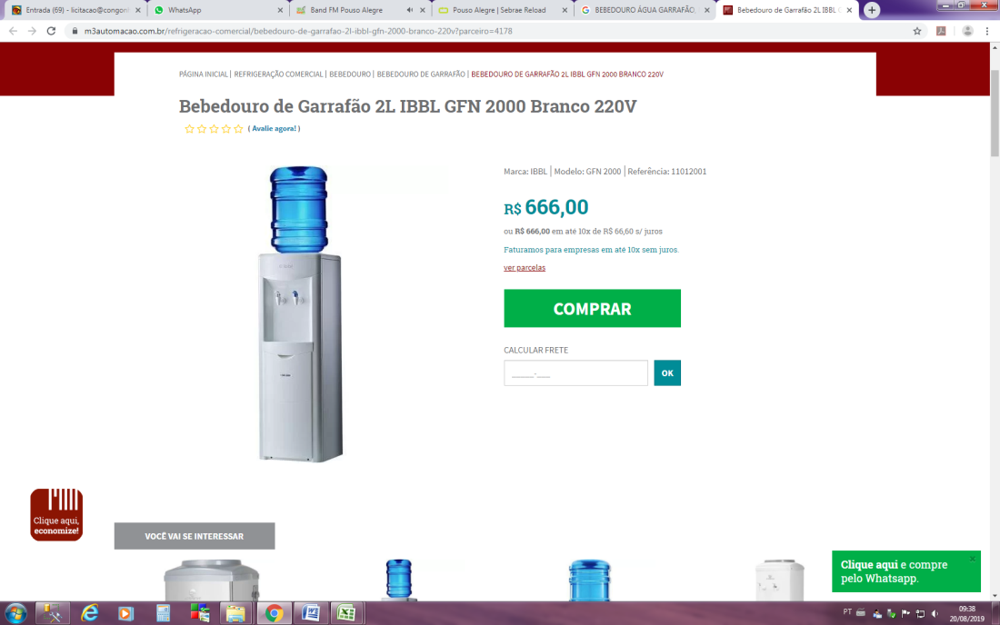 Entrada (69) - licitacao@congon
WhatsApp
Band FM Pouso Alegre
Pouso Alegre | Sebrae Reload
BEBEDOURO ÁGUA GARRAFÃO,
Bebedouro de Garrafão 2L IBBL G
m3automacao.com.br/refrigeracao-comercial/bebedouro-de-garrafao-2l-ibbl-gfn-2000-branco-220v?parceiro=4178
PÁGINA INICIAL | REFRIGERAÇÃO COMERCIAL | BEBEDOURO | BEBEDOURO DE GARRAFÃO | BEBEDOURO DE GARRAFÃO 2L IBBL GFN 2000 BRANCO 220V
Bebedouro de Garrafão 2L IBBL GFN 2000 Branco 220V
( Avalie agora! )
Marca: IBBL | Modelo: GFN 2000 | Referência: 11012001
R$ 666,00
ou R$ 666,00 em até 10x de R$ 66,60 s/ juros
Faturamos para empresas em até 10x sem juros.
ver parcelas
COMPRAR
CALCULAR FRETE
_____-___
OK
Clique aqui,
economize!
VOCÊ VAI SE INTERESSAR
Clique aqui e compre
pelo Whatsapp.
PT
09:38
20/08/2019